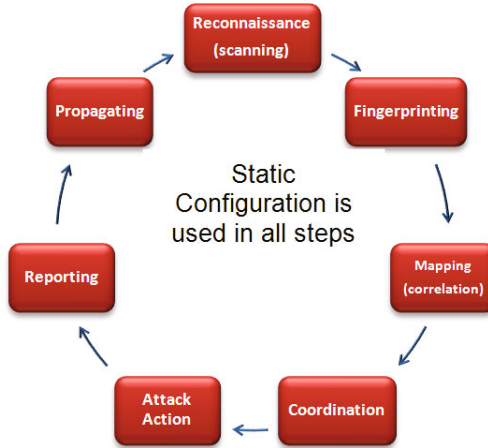 Reconnaissance
(scanning)
Fingerprinting
Mapping
(correlation)
Coordination
Attack
Action
Reporting
Propagating
Static
Configuration is
used in all steps